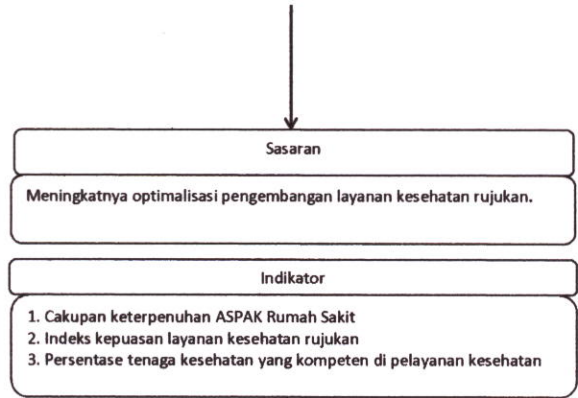 Sasaran
Meningkatnya optimalisasi pengembangan layanan kesehatan rujukan.
Indikator
1. Cakupan keterpenuhan ASPAK Rumah Sakit
2. Indeks kepuasan layanan kesehatan rujukan
3. Persentase tenaga kesehatan yang kompeten di pelayanan kesehatan